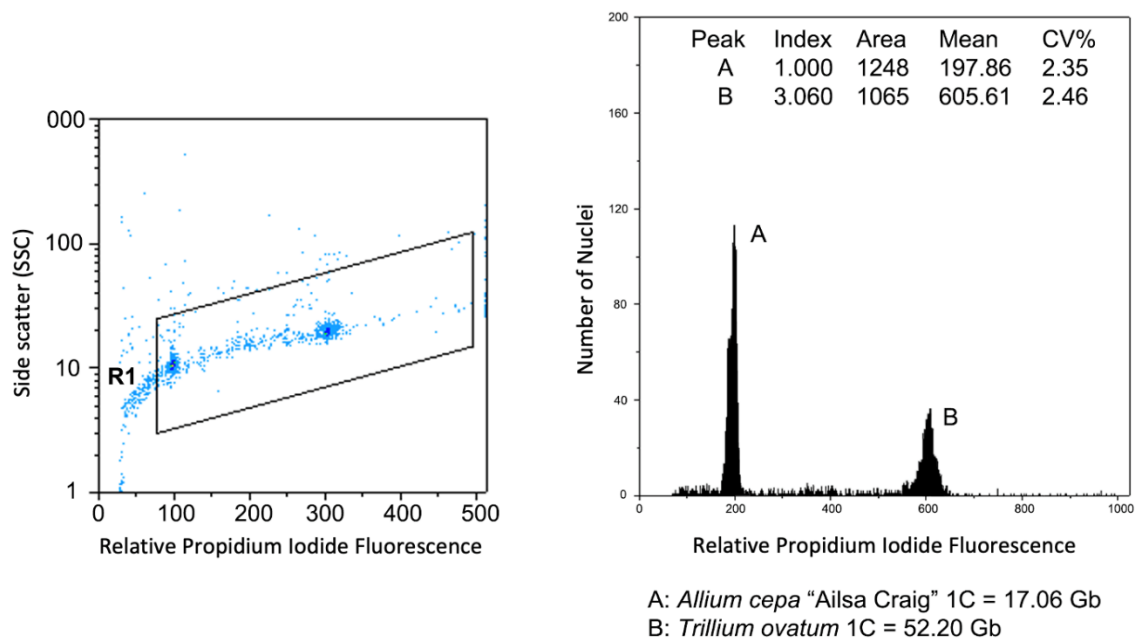 000
100
10
1
Side scatter (SSC)
R1
0 100 200 300 400 500
Relative Propidium Iodide Fluorescence
200
180
120
80
40
0
Number of Nuclei
Peak Index Area Mean CV%
A 1.000 1248 197.86 2.35
B 3.060 1065 605.61 2.46
A
B
0 200 400 600 800 1000
Relative Propidium Iodide Fluorescence
A: Allium cepa “Ailsa Craig” 1C = 17.06 Gb
B: Trillium ovatum 1C = 52.20 Gb